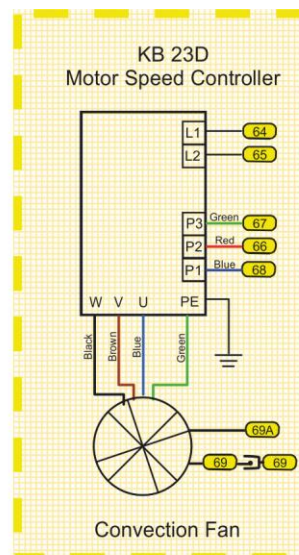 KB 23D
Motor Speed Controller
L1 64
L2 65
P3 Green 67
P2 Red 66
P1 Blue 68
W V U PE
Black Brown Blue Green
69A
69 69
Convection Fan